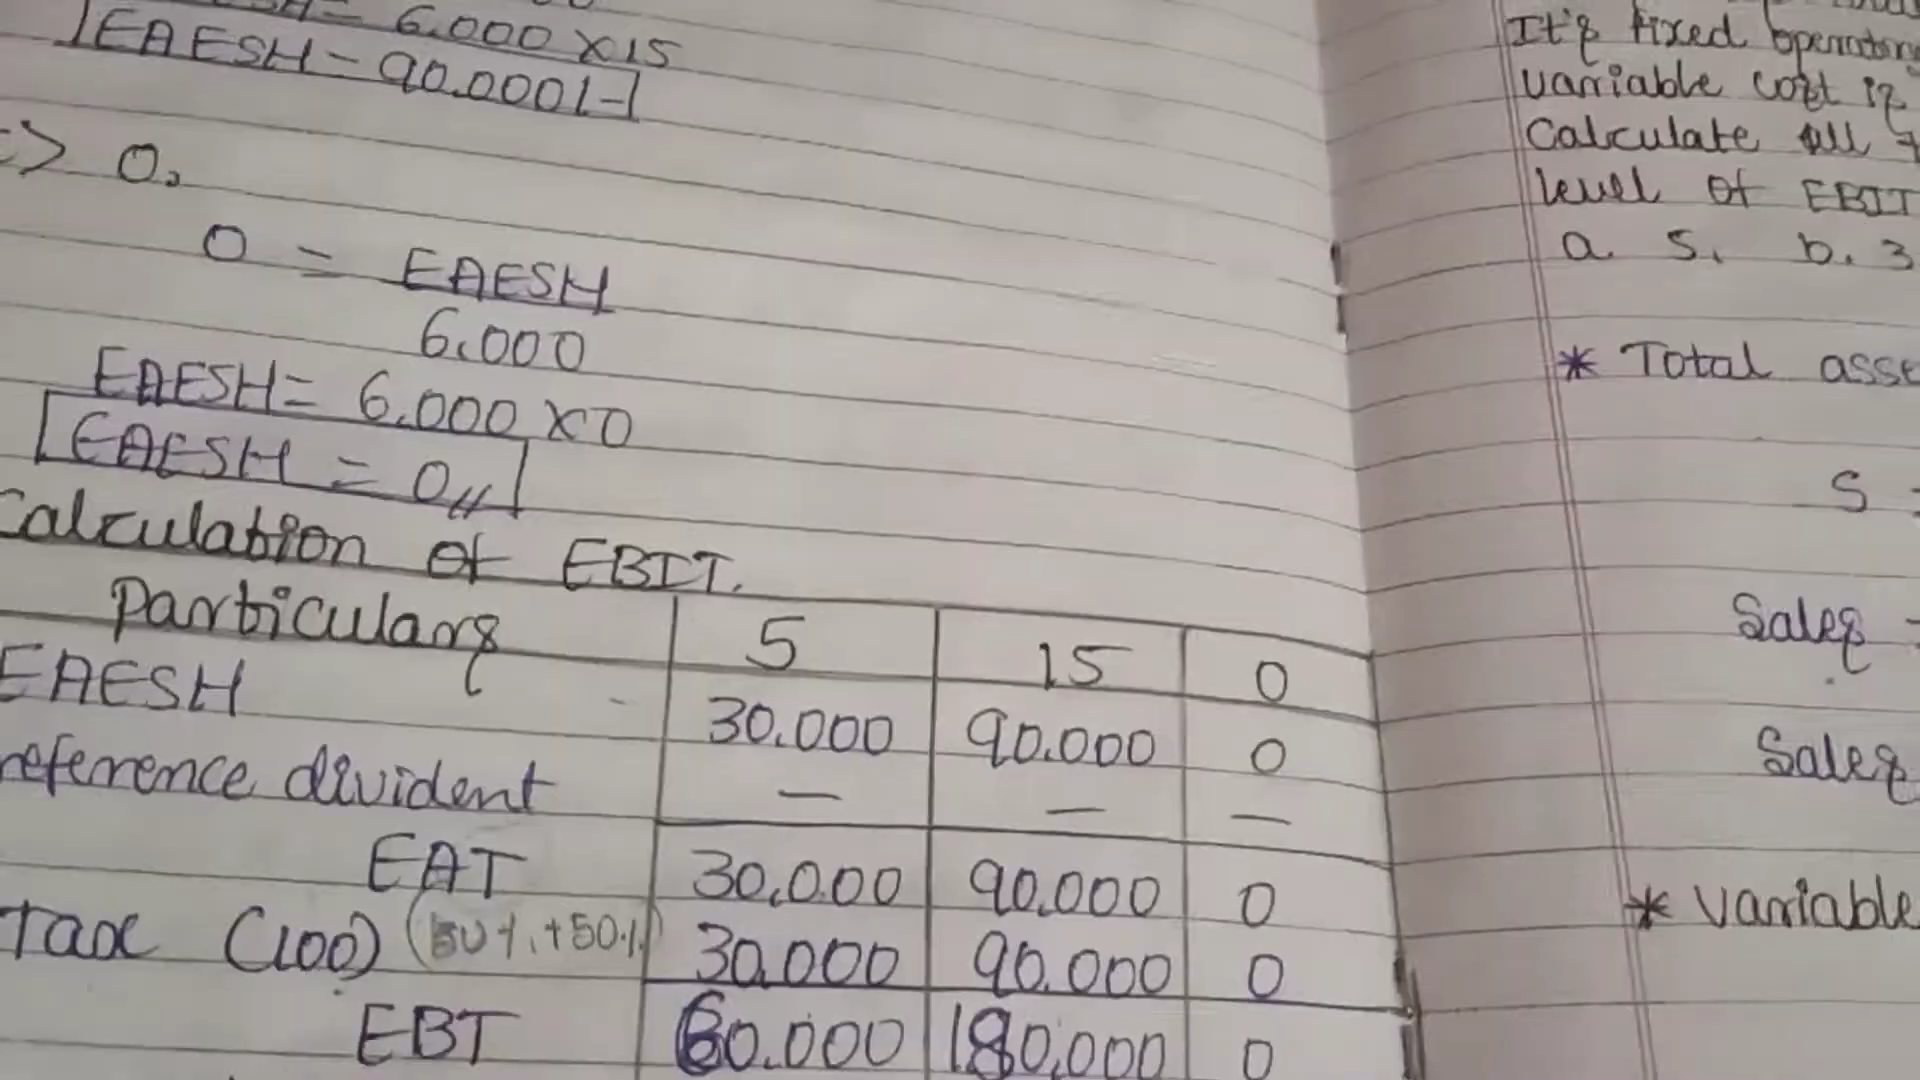 6.000 X 15
EAESH - 90.000/-
=> 0.
0 = EAESH
6.000
EAESH = 6.000 X 0
EAESH = 0//
Calculation of EBIT.
Particulars 5 15 0
EAESH 30.000 90.000 0
reference divident — — —
EAT 30,000 90.000 0
Tax (100) (50%+50%) 30.000 90.000 0
EBT 60.000 180,000 0
It's fixed operating
variable cost is
Calculate all
level of EBIT
a. 5. b. 3
* Total asse
S =
Sales =
Sales
* Variable